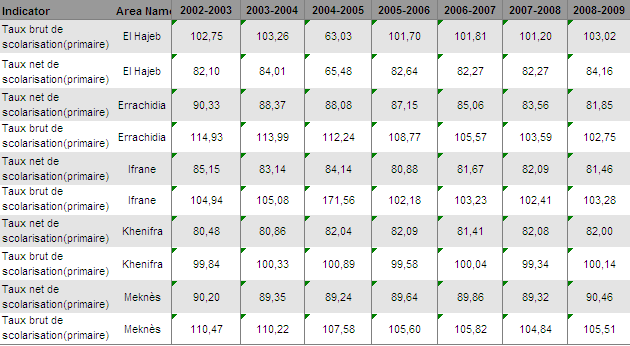 Indicator Area Name 2002-2003 2003-2004 2004-2005 2005-2006 2006-2007 2007-2008 2008-2009
Taux brut de
scolarisation(primaire) El Hajeb 102,75 103,26 63,03 101,70 101,81 101,20 103,02
Taux net de
scolarisation(primaire) El Hajeb 82,10 84,01 65,48 82,64 82,27 82,27 84,16
Taux net de
scolarisation(primaire) Errachidia 90,33 88,37 88,08 87,15 85,06 83,56 81,85
Taux brut de
scolarisation(primaire) Errachidia 114,93 113,99 112,24 108,77 105,57 103,59 102,75
Taux net de
scolarisation(primaire) Ifrane 85,15 83,14 84,14 80,88 81,67 82,09 81,46
Taux brut de
scolarisation(primaire) Ifrane 104,94 105,08 171,56 102,18 103,23 102,41 103,28
Taux net de
scolarisation(primaire) Khenifra 80,48 80,86 82,04 82,09 81,41 82,08 82,00
Taux brut de
scolarisation(primaire) Khenifra 99,84 100,33 100,89 99,58 100,04 99,34 100,14
Taux net de
scolarisation(primaire) Meknès 90,20 89,35 89,24 89,64 89,86 89,32 90,46
Taux brut de
scolarisation(primaire) Meknès 110,47 110,22 107,58 105,60 105,82 104,84 105,51